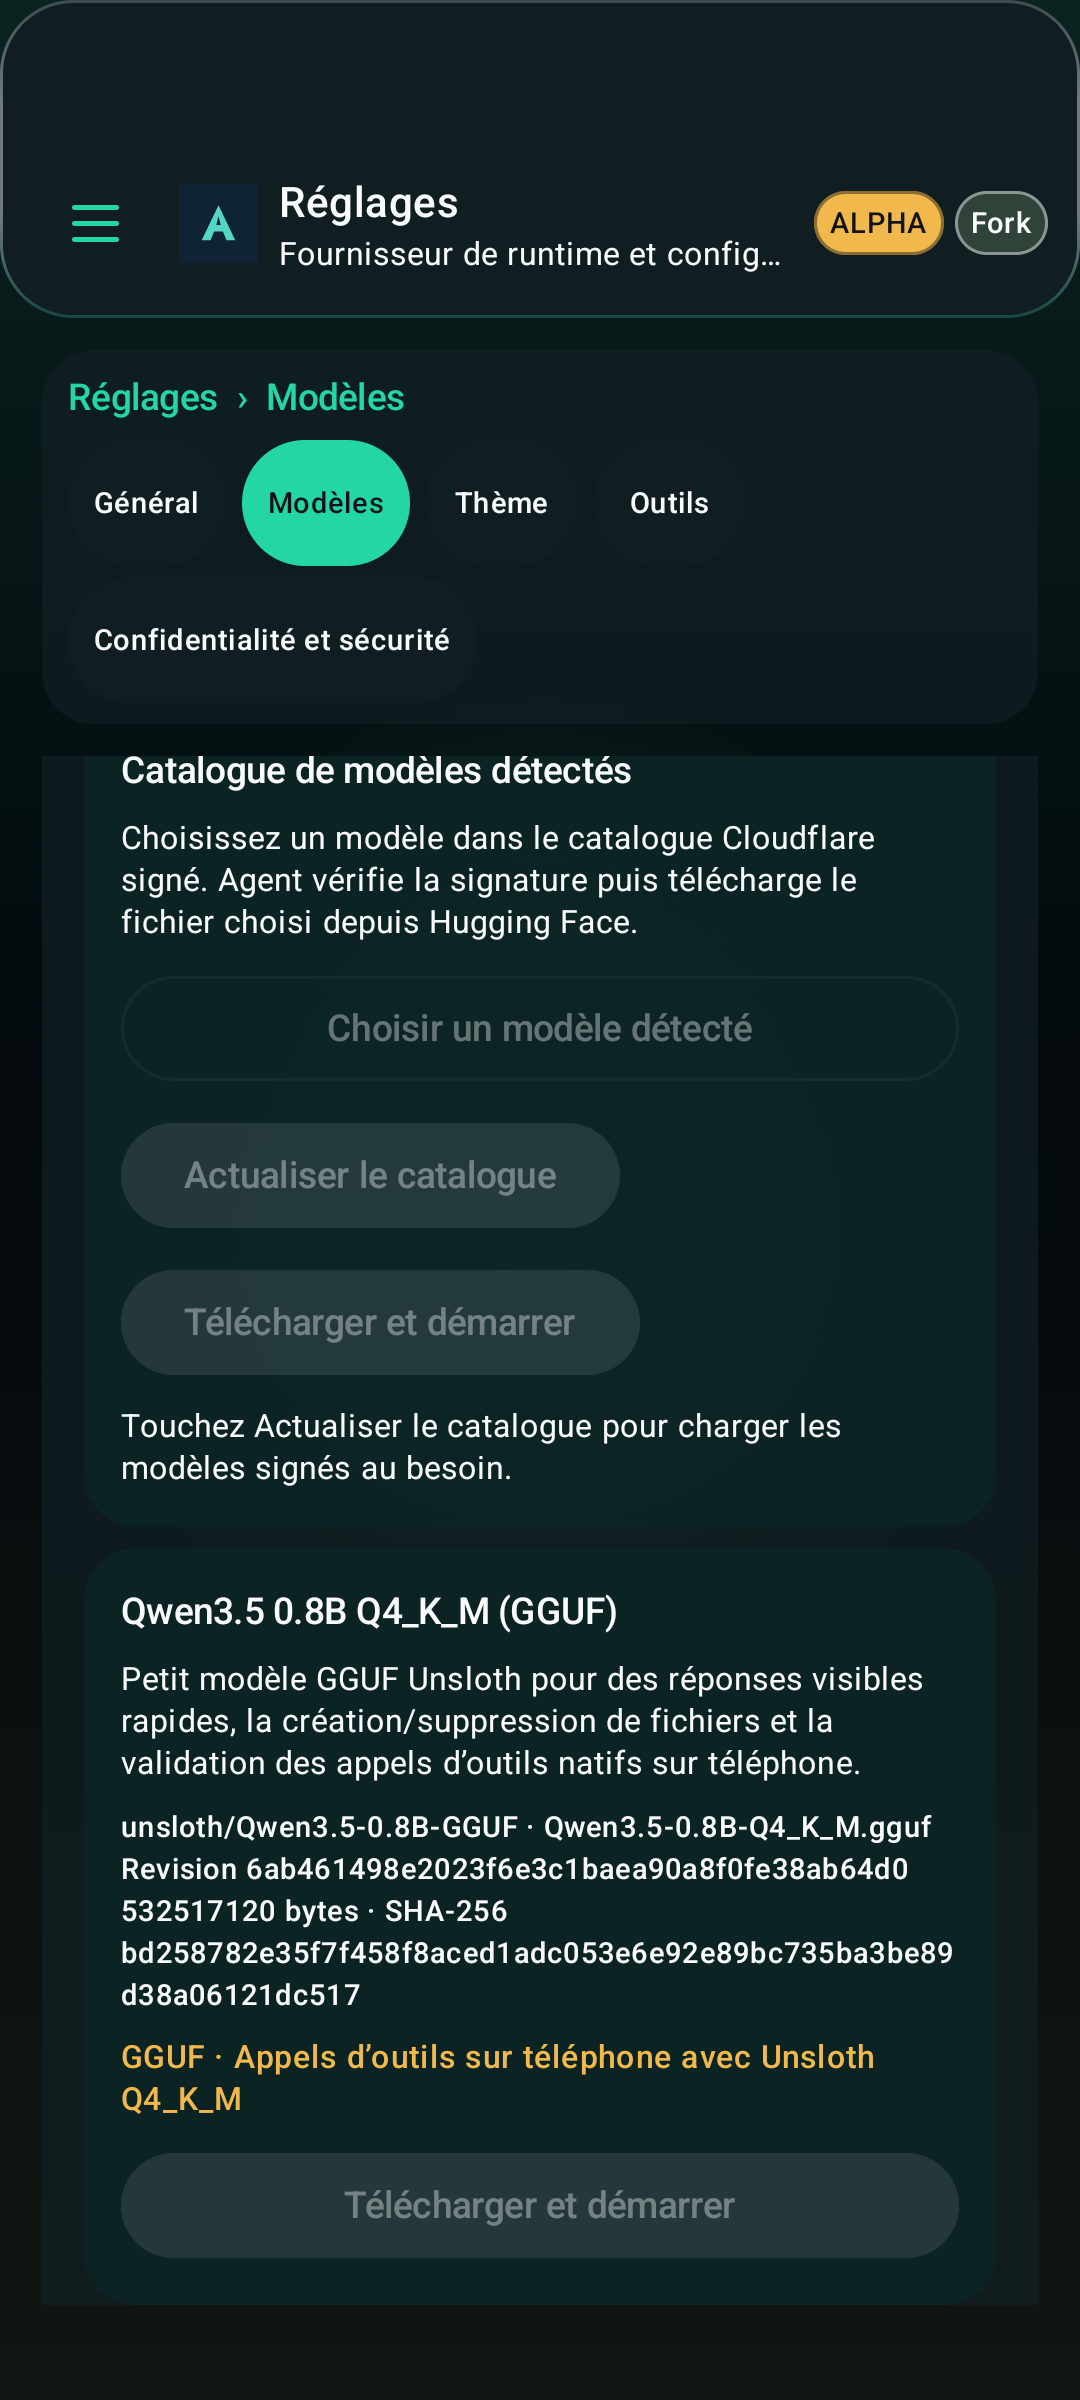 Réglages
Fournisseur de runtime et config…
ALPHA
Fork
Réglages › Modèles
Général
Modèles
Thème
Outils
Confidentialité et sécurité
Catalogue de modèles détectés
Choisissez un modèle dans le catalogue Cloudflare
signé. Agent vérifie la signature puis télécharge le
fichier choisi depuis Hugging Face.
Choisir un modèle détecté
Actualiser le catalogue
Télécharger et démarrer
Touchez Actualiser le catalogue pour charger les
modèles signés au besoin.
Qwen3.5 0.8B Q4_K_M (GGUF)
Petit modèle GGUF Unsloth pour des réponses visibles
rapides, la création/suppression de fichiers et la
validation des appels d’outils natifs sur téléphone.
unsloth/Qwen3.5-0.8B-GGUF · Qwen3.5-0.8B-Q4_K_M.gguf
Revision 6ab461498e2023f6e3c1baea90a8f0fe38ab64d0
532517120 bytes · SHA-256
bd258782e35f7f458f8aced1adc053e6e92e89bc735ba3be89
d38a06121dc517
GGUF · Appels d’outils sur téléphone avec Unsloth
Q4_K_M
Télécharger et démarrer